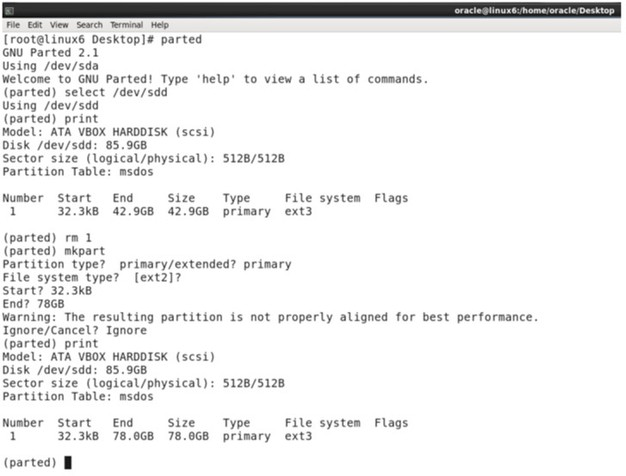 oracle@linux6:/home/oracle/Desktop
File Edit View Search Terminal Help
[root@linux6 Desktop]# parted
GNU Parted 2.1
Using /dev/sda
Welcome to GNU Parted! Type 'help' to view a list of commands.
(parted) select /dev/sdd
Using /dev/sdd
(parted) print
Model: ATA VBOX HARDDISK (scsi)
Disk /dev/sdd: 85.9GB
Sector size (logical/physical): 512B/512B
Partition Table: msdos
Number Start End Size Type File system Flags
1 32.3kB 42.9GB 42.9GB primary ext3
(parted) rm 1
(parted) mkpart
Partition type? primary/extended? primary
File system type? [ext2]?
Start? 32.3kB
End? 78GB
Warning: The resulting partition is not properly aligned for best performance.
Ignore/Cancel? Ignore
(parted) print
Model: ATA VBOX HARDDISK (scsi)
Disk /dev/sdd: 85.9GB
Sector size (logical/physical): 512B/512B
Partition Table: msdos
Number Start End Size Type File system Flags
1 32.3kB 78.0GB 78.0GB primary ext3
(parted)